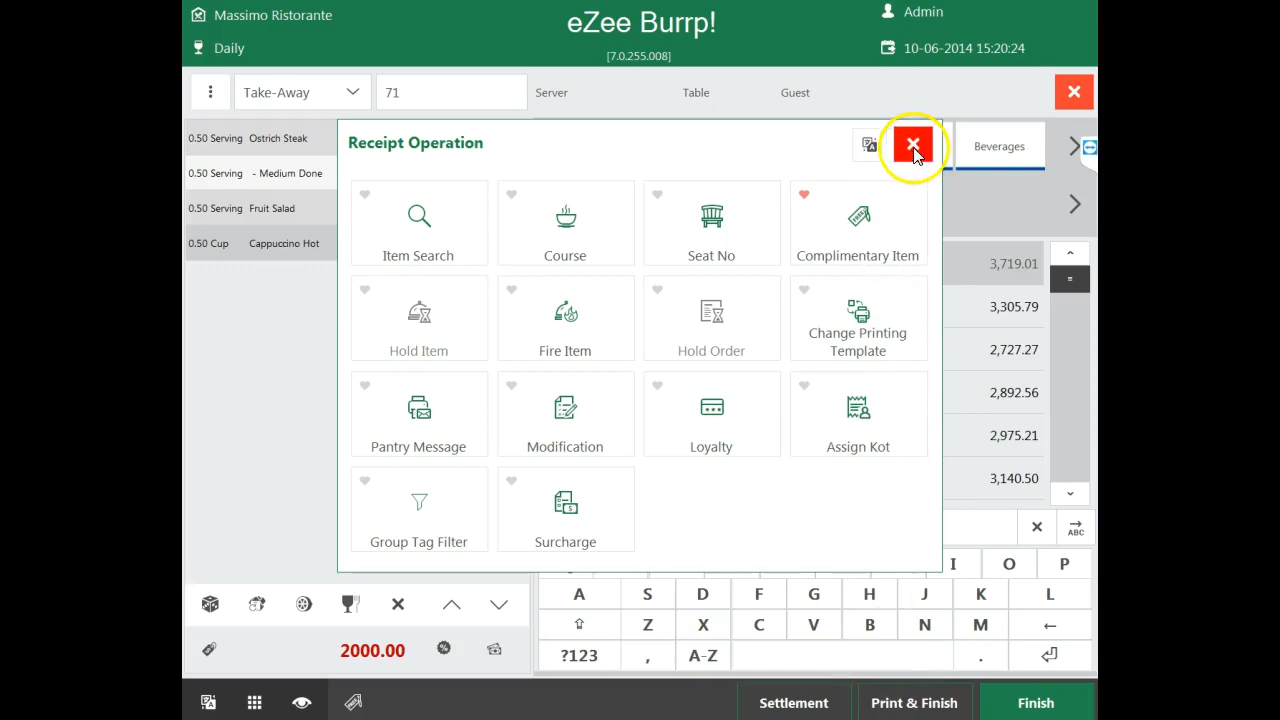 Massimo Ristorante
eZee Burrp!
Admin
Daily
[7.0.255.008]
10-06-2014 15:20:24
Take-Away
71
Server
Table
Guest
0.50 Serving Ostrich Steak
0.50 Serving - Medium Done
0.50 Serving Fruit Salad
0.50 Cup Cappuccino Hot
Receipt Operation
Beverages
Item Search
Course
Seat No
FREE
Complimentary Item
Hold Item
Fire Item
Hold Order
Change Printing
Template
Pantry Message
Modification
Loyalty
Assign Kot
Group Tag Filter
Surcharge
3,719.01
3,305.79
2,727.27
2,892.56
2,975.21
3,140.50
ABC
I O P
A S D F G H J K L
Z X C V B N M
?123 , A-Z .
2000.00
Settlement
Print & Finish
Finish